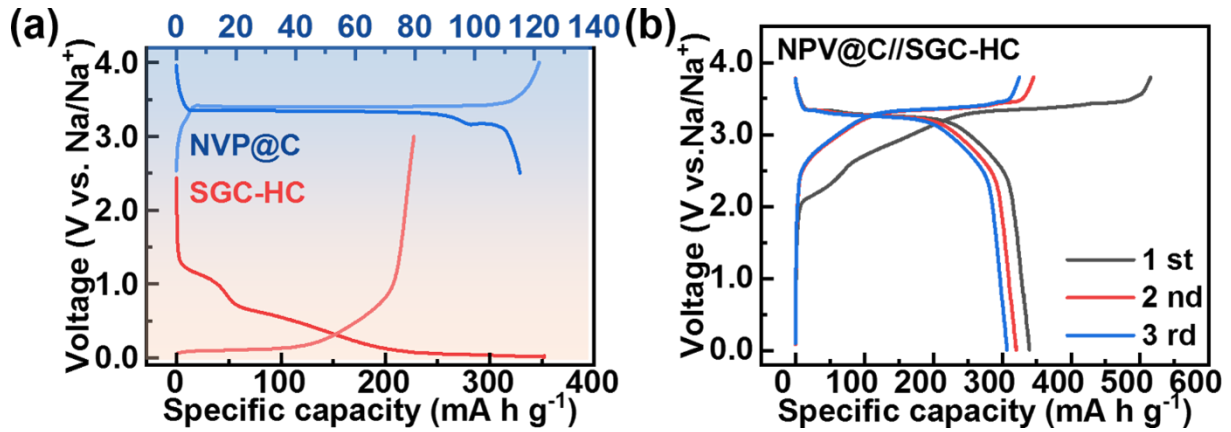 (a)
0 20 40 60 80 100 120 140
Voltage (V vs. Na/Na+)
4.0
3.0
2.0
1.0
0.0
NVP@C
SGC-HC
0 100 200 300 400
Specific capacity (mA h g-1)
(b)
NPV@C//SGC-HC
Voltage (V vs.Na/Na+)
4.0
3.0
2.0
1.0
0.0
1 st
2 nd
3 rd
0 100 200 300 400 500 600
Specific capacity (mA h g-1)